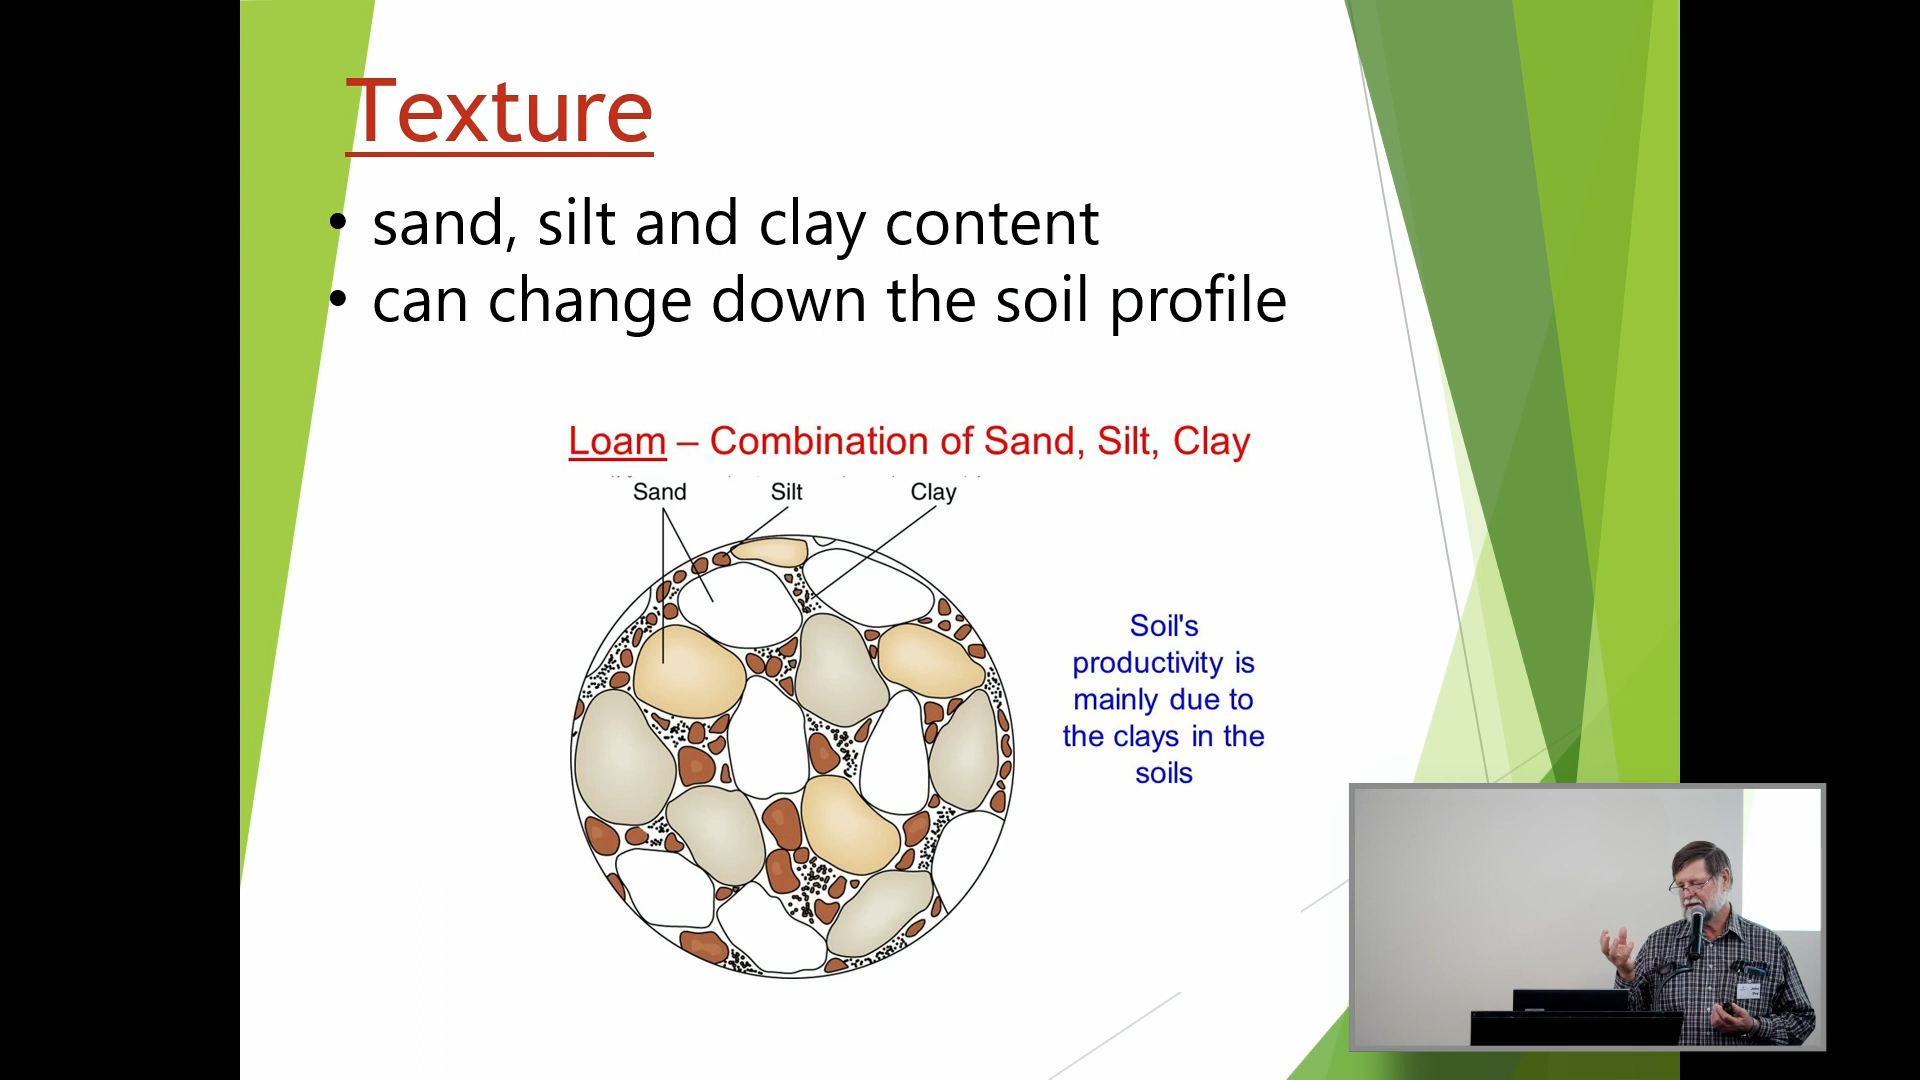 Texture
• sand, silt and clay content
• can change down the soil profile
Loam – Combination of Sand, Silt, Clay
Sand Silt Clay
Soil's
productivity is
mainly due to
the clays in the
soils